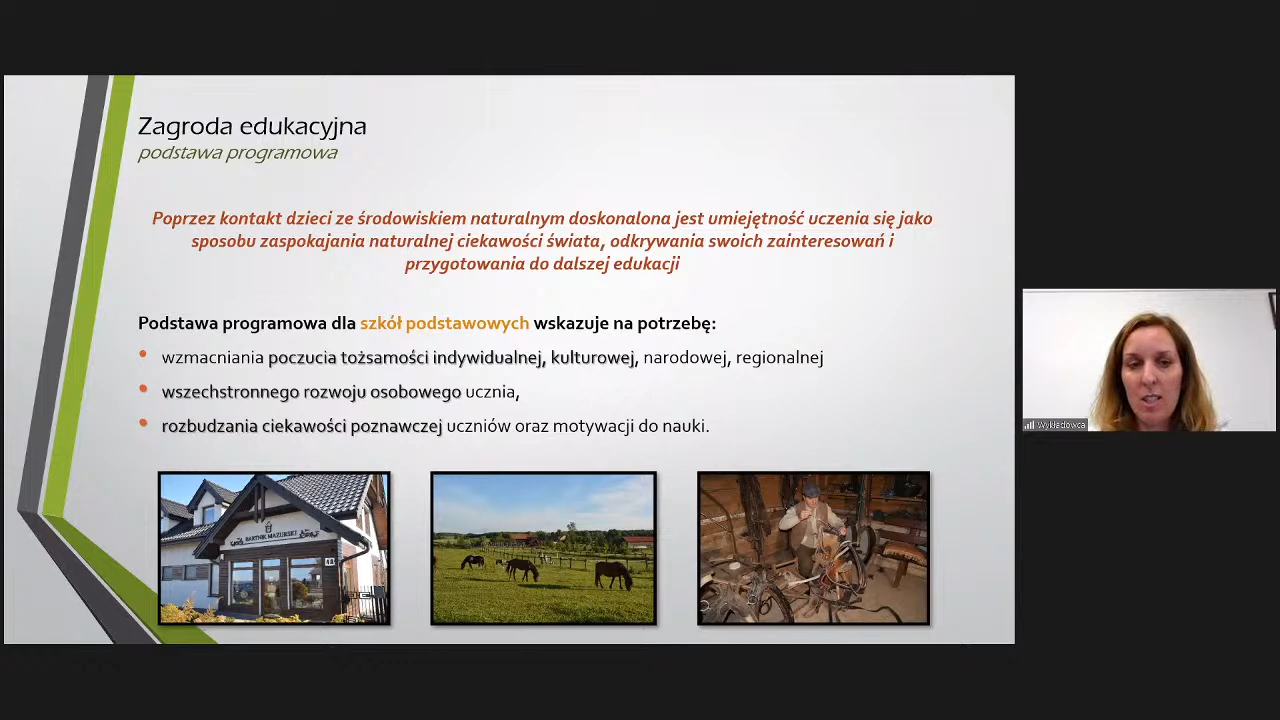 Zagroda edukacyjna
podstawa programowa
Poprzez kontakt dzieci ze środowiskiem naturalnym doskonalona jest umiejętność uczenia się jako
sposobu zaspokajania naturalnej ciekawości świata, odkrywania swoich zainteresowań i
przygotowania do dalszej edukacji
Podstawa programowa dla szkół podstawowych wskazuje na potrzebę:
• wzmacniania poczucia tożsamości indywidualnej, kulturowej, narodowej, regionalnej
• wszechstronnego rozwoju osobowego ucznia,
• rozbudzania ciekawości poznawczej uczniów oraz motywacji do nauki.
BARTNIK MAZURSKI
48
Wykładowca